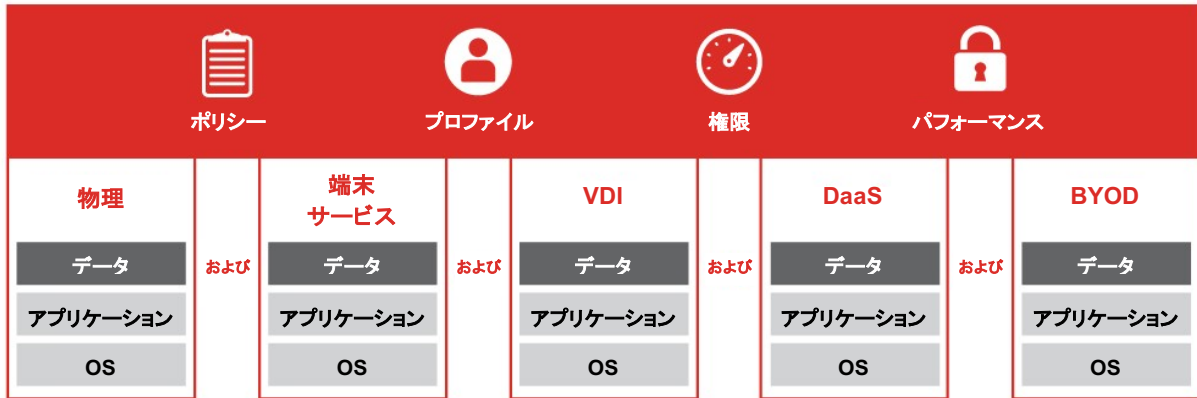 ポリシー
プロファイル
権限
パフォーマンス
物理
端末
サービス
VDI
DaaS
BYOD
データ
および
データ
および
データ
および
データ
および
データ
アプリケーション
アプリケーション
アプリケーション
アプリケーション
アプリケーション
OS
OS
OS
OS
OS